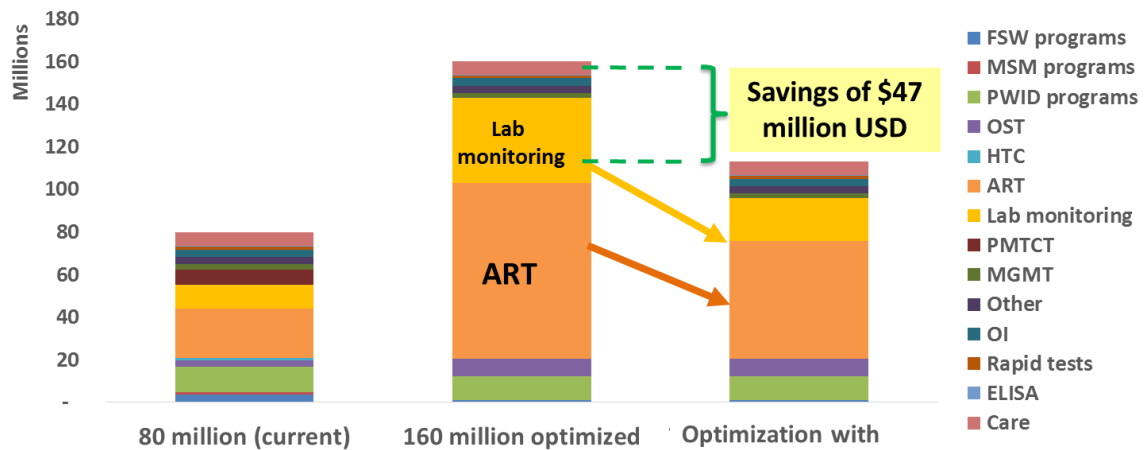 Millions
180
160
140
120
100
80
60
40
20
-
Lab
monitoring
ART
Savings of $47
million USD
80 million (current)
160 million optimized
Optimization with
FSW programs
MSM programs
PWID programs
OST
HTC
ART
Lab monitoring
PMTCT
MGMT
Other
OI
Rapid tests
ELISA
Care